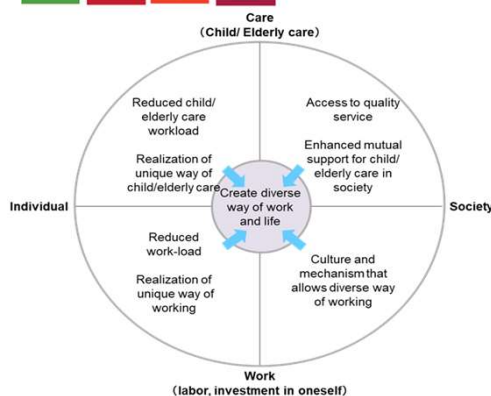 Care
(Child/ Elderly care)
Reduced child/
elderly care
workload
Realization of
unique way of
child/elderly care
Access to quality
service
Enhanced mutual
support for child/
elderly care in
society
Individual
Create diverse
way of work
and life
Society
Reduced
work-load
Realization of
unique way of
working
Culture and
mechanism that
allows diverse way
of working
Work
(labor, investment in oneself)